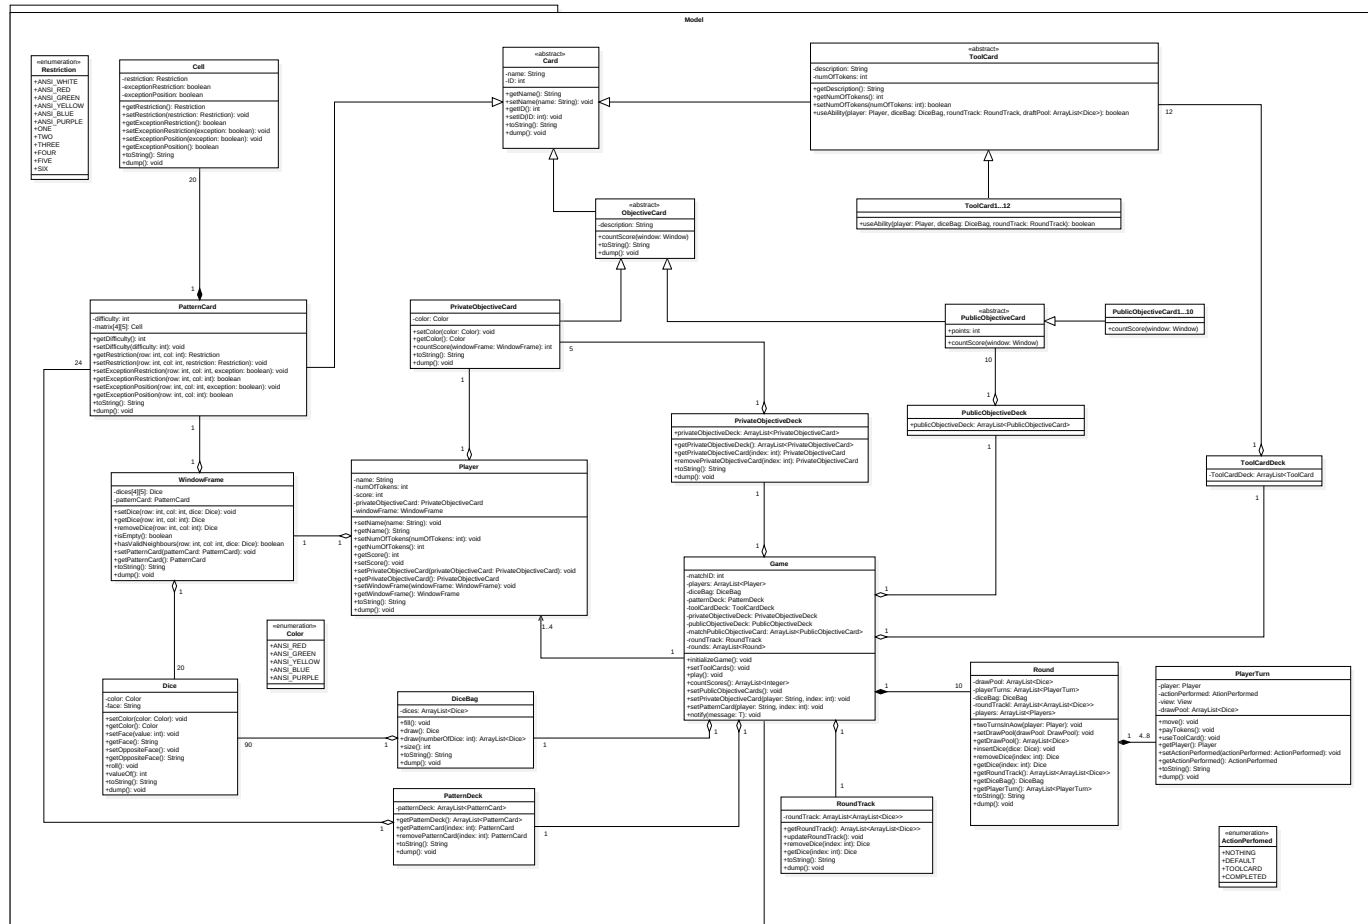 Model
«enumeration»
Restriction
+ANSI_WHITE
+ANSI_RED
+ANSI_GREEN
+ANSI_YELLOW
+ANSI_BLUE
+ANSI_PURPLE
+ONE
+TWO
+THREE
+FOUR
+FIVE
+SIX
Cell
-restriction: Restriction
-exceptionRestriction: boolean
-exceptionPosition: boolean
+getRestriction(): Restriction
+setRestriction(restriction: Restriction): void
+getExceptionRestriction(): boolean
+setExceptionRestriction(exception: boolean): void
+setExceptionPosition(exception: boolean): void
+getExceptionPosition(): boolean
+toString(): String
+dump(): void
20
1
«abstract»
Card
-name: String
-ID: int
+getName(): String
+setName(name: String): void
+getID(): int
+setID(ID: int): void
+toString(): String
+dump(): void
«abstract»
ToolCard
-description: String
-numOfTokens: int
+getDescription(): String
+getNumOfTokens(): int
+setNumOfTokens(numOfTokens: int): boolean
+useAbility(player: Player, diceBag: DiceBag, roundTrack: RoundTrack, draftPool: ArrayList<Dice>): boolean
12
ToolCard1...12
+useAbility(player: Player, diceBag: DiceBag, roundTrack: RoundTrack): boolean
«abstract»
ObjectiveCard
-description: String
+countScore(window: Window)
+toString(): String
+dump(): void
PatternCard
-difficulty: int
-matrix[4][5]: Cell
+getDifficulty(): int
+setDifficulty(difficulty: int): void
+getRestriction(row: int, col: int): Restriction
+setRestriction(row: int, col: int, restriction: Restriction): void
+setExceptionRestriction(row: int, col: int, exception: boolean): void
+getExceptionRestriction(row: int, col: int): boolean
+setExceptionPosition(row: int, col: int, exception: boolean): void
+getExceptionPosition(row: int, col: int): boolean
+toString(): String
+dump(): void
24
1
1
PrivateObjectiveCard
-color: Color
+setColor(color: Color): void
+getColor(): Color
+countScore(windowFrame: WindowFrame): int
+toString(): String
+dump(): void
5
1
1
«abstract»
PublicObjectiveCard
+points: int
+countScore(window: Window)
10
1
PublicObjectiveCard1...10
+countScore(window: Window)
PrivateObjectiveDeck
+privateObjectiveDeck: ArrayList<PrivateObjectiveCard>
+getPrivateObjectiveDeck(): ArrayList<PrivateObjectiveCard>
+getPrivateObjectiveCard(index: int): PrivateObjectiveCard
+removePrivateObjectiveCard(index: int): PrivateObjectiveCard
+toString(): String
+dump(): void
1
1
1
PublicObjectiveDeck
+publicObjectiveDeck: ArrayList<PublicObjectiveCard>
1
1
ToolCardDeck
-ToolCardDeck: ArrayList<ToolCard
1
WindowFrame
-dices[4][5]: Dice
-patternCard: PatternCard
+setDice(row: int, col: int, dice: Dice): void
+getDice(row: int, col: int): Dice
+removeDice(row: int, col: int): Dice
+isEmpty(): boolean
+hasValidNeighbours(row: int, col: int, dice: Dice): boolean
+setPatternCard(patternCard: PatternCard): void
+getPatternCard(): PatternCard
+toString(): String
+dump(): void
1
1
1
20
Player
-name: String
-numOfTokens: int
-score: int
-privateObjectiveCard: PrivateObjectiveCard
-windowFrame: WindowFrame
+setName(name: String): void
+getName(): String
+setNumOfTokens(numOfTokens: int): void
+getNumOfTokens(): int
+getScore(): int
+setScore(): void
+setPrivateObjectiveCard(privateObjectiveCard: PrivateObjectiveCard): void
+getPrivateObjectiveCard(): PrivateObjectiveCard
+setWindowFrame(windowFrame: WindowFrame): void
+getWindowFrame(): WindowFrame
+toString(): String
+dump(): void
1..4
1
Game
-matchID: int
-players: ArrayList<Player>
-diceBag: DiceBag
-patternDeck: PatternDeck
-toolCardDeck: ToolCardDeck
-privateObjectiveDeck: PrivateObjectiveDeck
-publicObjectiveDeck: PublicObjectiveDeck
-matchPublicObjectiveCard: ArrayList<PublicObjectiveCard>
-roundTrack: RoundTrack
-rounds: ArrayList<Round>
+initializeGame(): void
+setToolCards(): void
+play(): void
+countScores(): ArrayList<Integer>
+setPublicObjectiveCards(): void
+setPrivateObjectiveCard(player: String, index: int): void
+setPatternCard(player: String, index: int): void
+notify(message: T): void
1
1
1
10
1
1
1
«enumeration»
Color
+ANSI_RED
+ANSI_GREEN
+ANSI_YELLOW
+ANSI_BLUE
+ANSI_PURPLE
Dice
-color: Color
-face: String
+setColor(color: Color): void
+getColor(): Color
+setFace(value: int): void
+getFace(): String
+setOppositeFace(): void
+getOppositeFace(): String
+roll(): void
+valueOf(): int
+toString(): String
+dump(): void
90
1
DiceBag
-dices: ArrayList<Dice>
+fill(): void
+draw(): Dice
+draw(numberOfDice: int): ArrayList<Dice>
+size(): int
+toString(): String
+dump(): void
1
PatternDeck
-patternDeck: ArrayList<PatternCard>
+getPatternDeck(): ArrayList<PatternCard>
+getPatternCard(index: int): PatternCard
+removePatternCard(index: int): PatternCard
+toString(): String
+dump(): void
1
1
RoundTrack
-roundTrack: ArrayList<ArrayList<Dice>>
+getRoundTrack(): ArrayList<ArrayList<Dice>>
+updateRoundTrack(): void
+removeDice(index: int): Dice
+getDice(index: int): Dice
+toString(): String
+dump(): void
1
Round
-drawPool: ArrayList<Dice>
-playerTurns: ArrayList<PlayerTurn>
-diceBag: DiceBag
-roundTrackl: ArrayList<ArrayList<Dice>>
-players: ArrayList<Players>
+twoTurnsInAow(player: Player): void
+setDrawPool(drawPool: DrawPool): void
+getDrawPool(): ArrayList<Dice>
+insertDice(dice: Dice): void
+removeDice(index: int): Dice
+getDice(index: int): Dice
+getRoundTrack(): ArrayList<ArrayList<Dice>>
+getDiceBag(): DiceBag
+getPlayerTurn(): ArrayList<PlayerTurn>
+toString(): String
+dump(): void
1
4..8
PlayerTurn
-player: Player
-actionPerformed: AtionPerformed
-view: View
-drawPool: ArrayList<Dice>
+move(): void
+payTokens(): void
+useToolCard(): void
+getPlayer(): Player
+setActionPerformed(actionPerformed: ActionPerformed): void
+getActionPerformed(): ActionPerformed
+toString(): String
+dump(): void
«enumeration»
ActionPerfomed
+NOTHING
+DEFAULT
+TOOLCARD
+COMPLETED